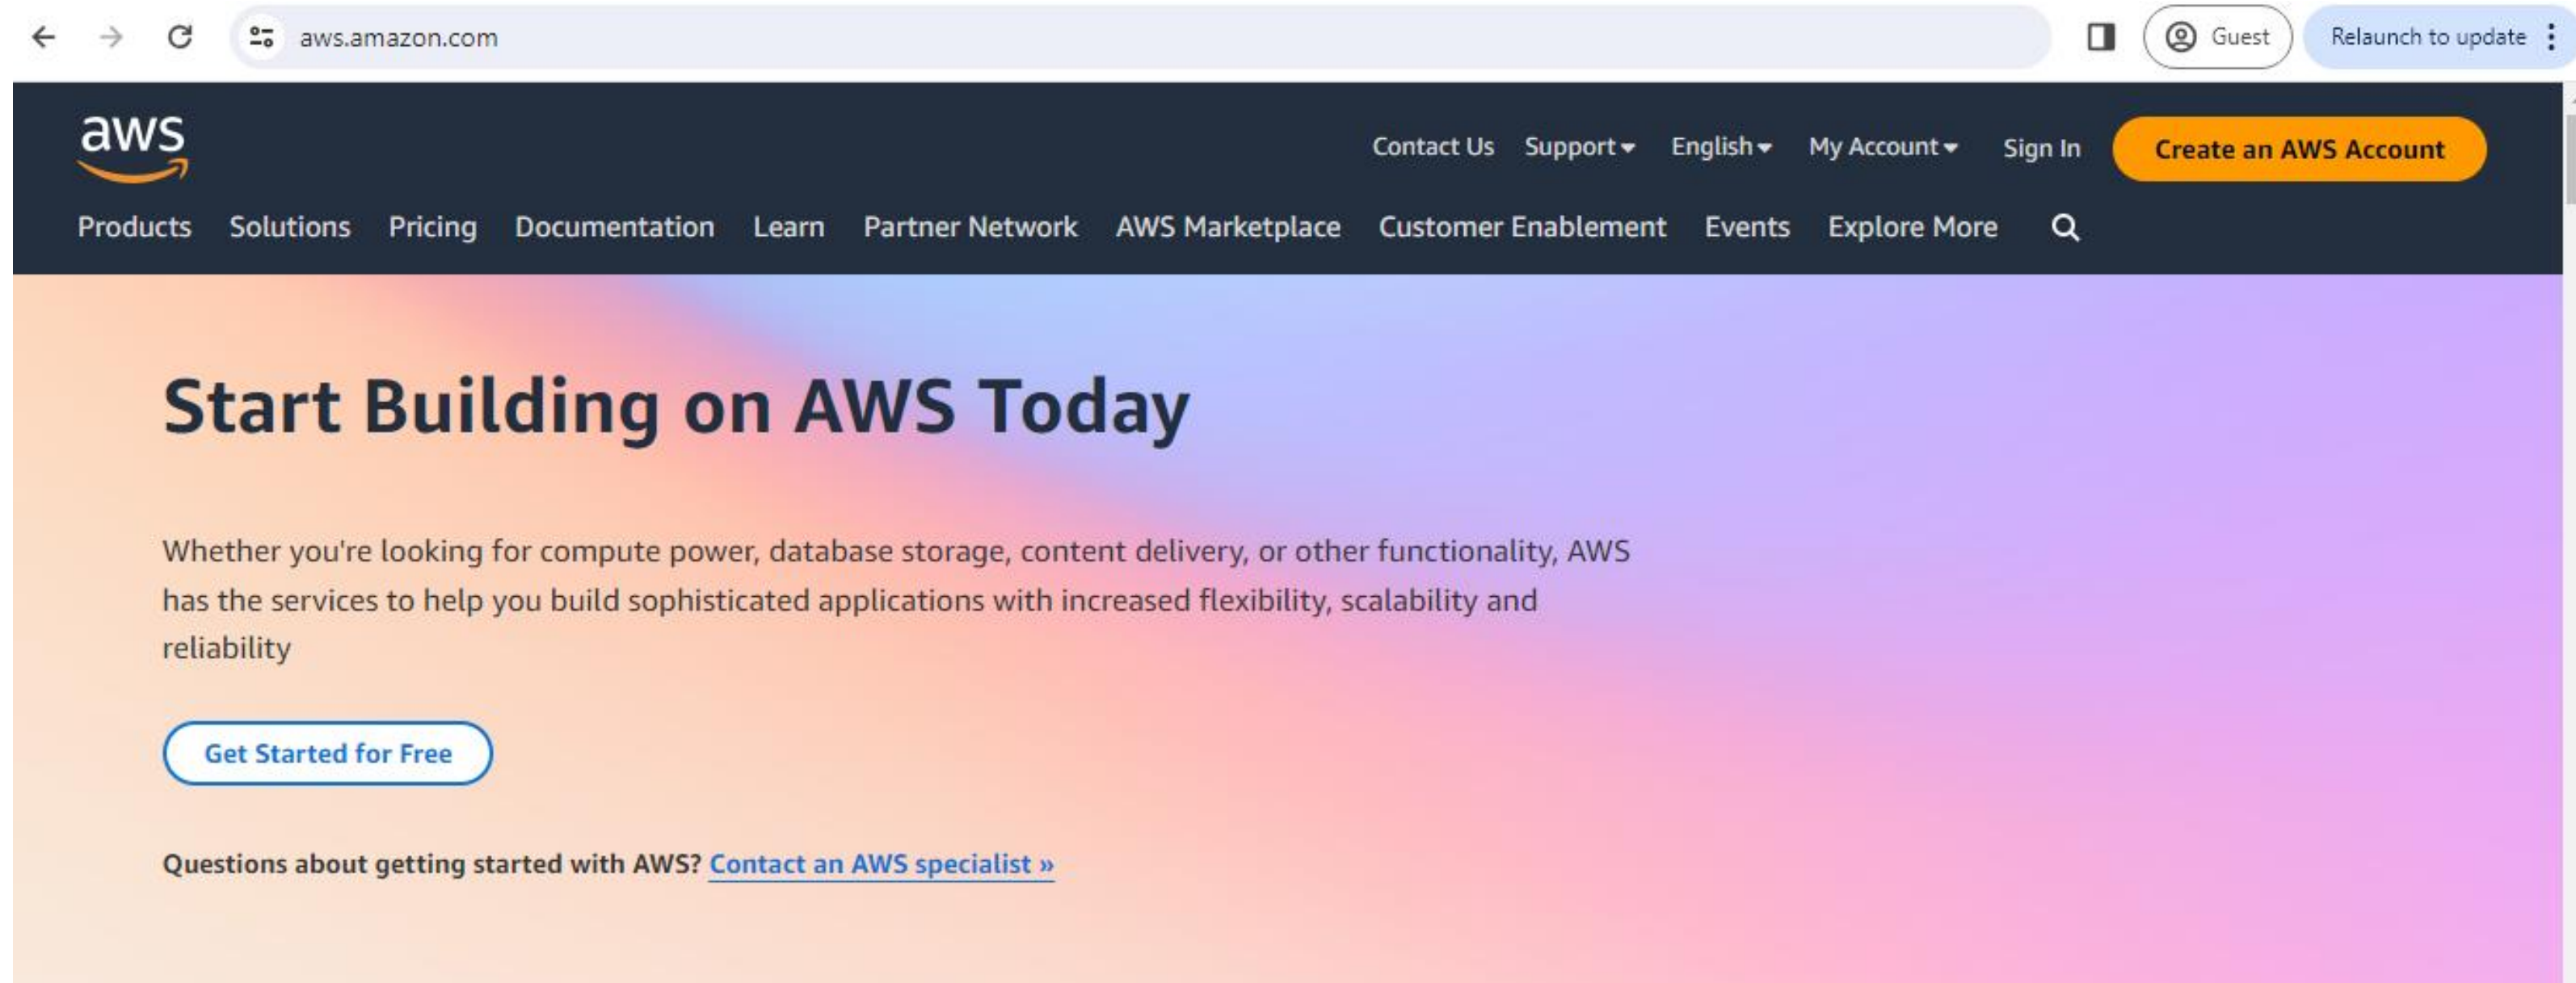 aws.amazon.com
Guest
Relaunch to update
aws
Contact Us Support English My Account Sign In Create an AWS Account
Products Solutions Pricing Documentation Learn Partner Network AWS Marketplace Customer Enablement Events Explore More
Start Building on AWS Today
Whether you're looking for compute power, database storage, content delivery, or other functionality, AWS
has the services to help you build sophisticated applications with increased flexibility, scalability and
reliability
Get Started for Free
Questions about getting started with AWS? Contact an AWS specialist »